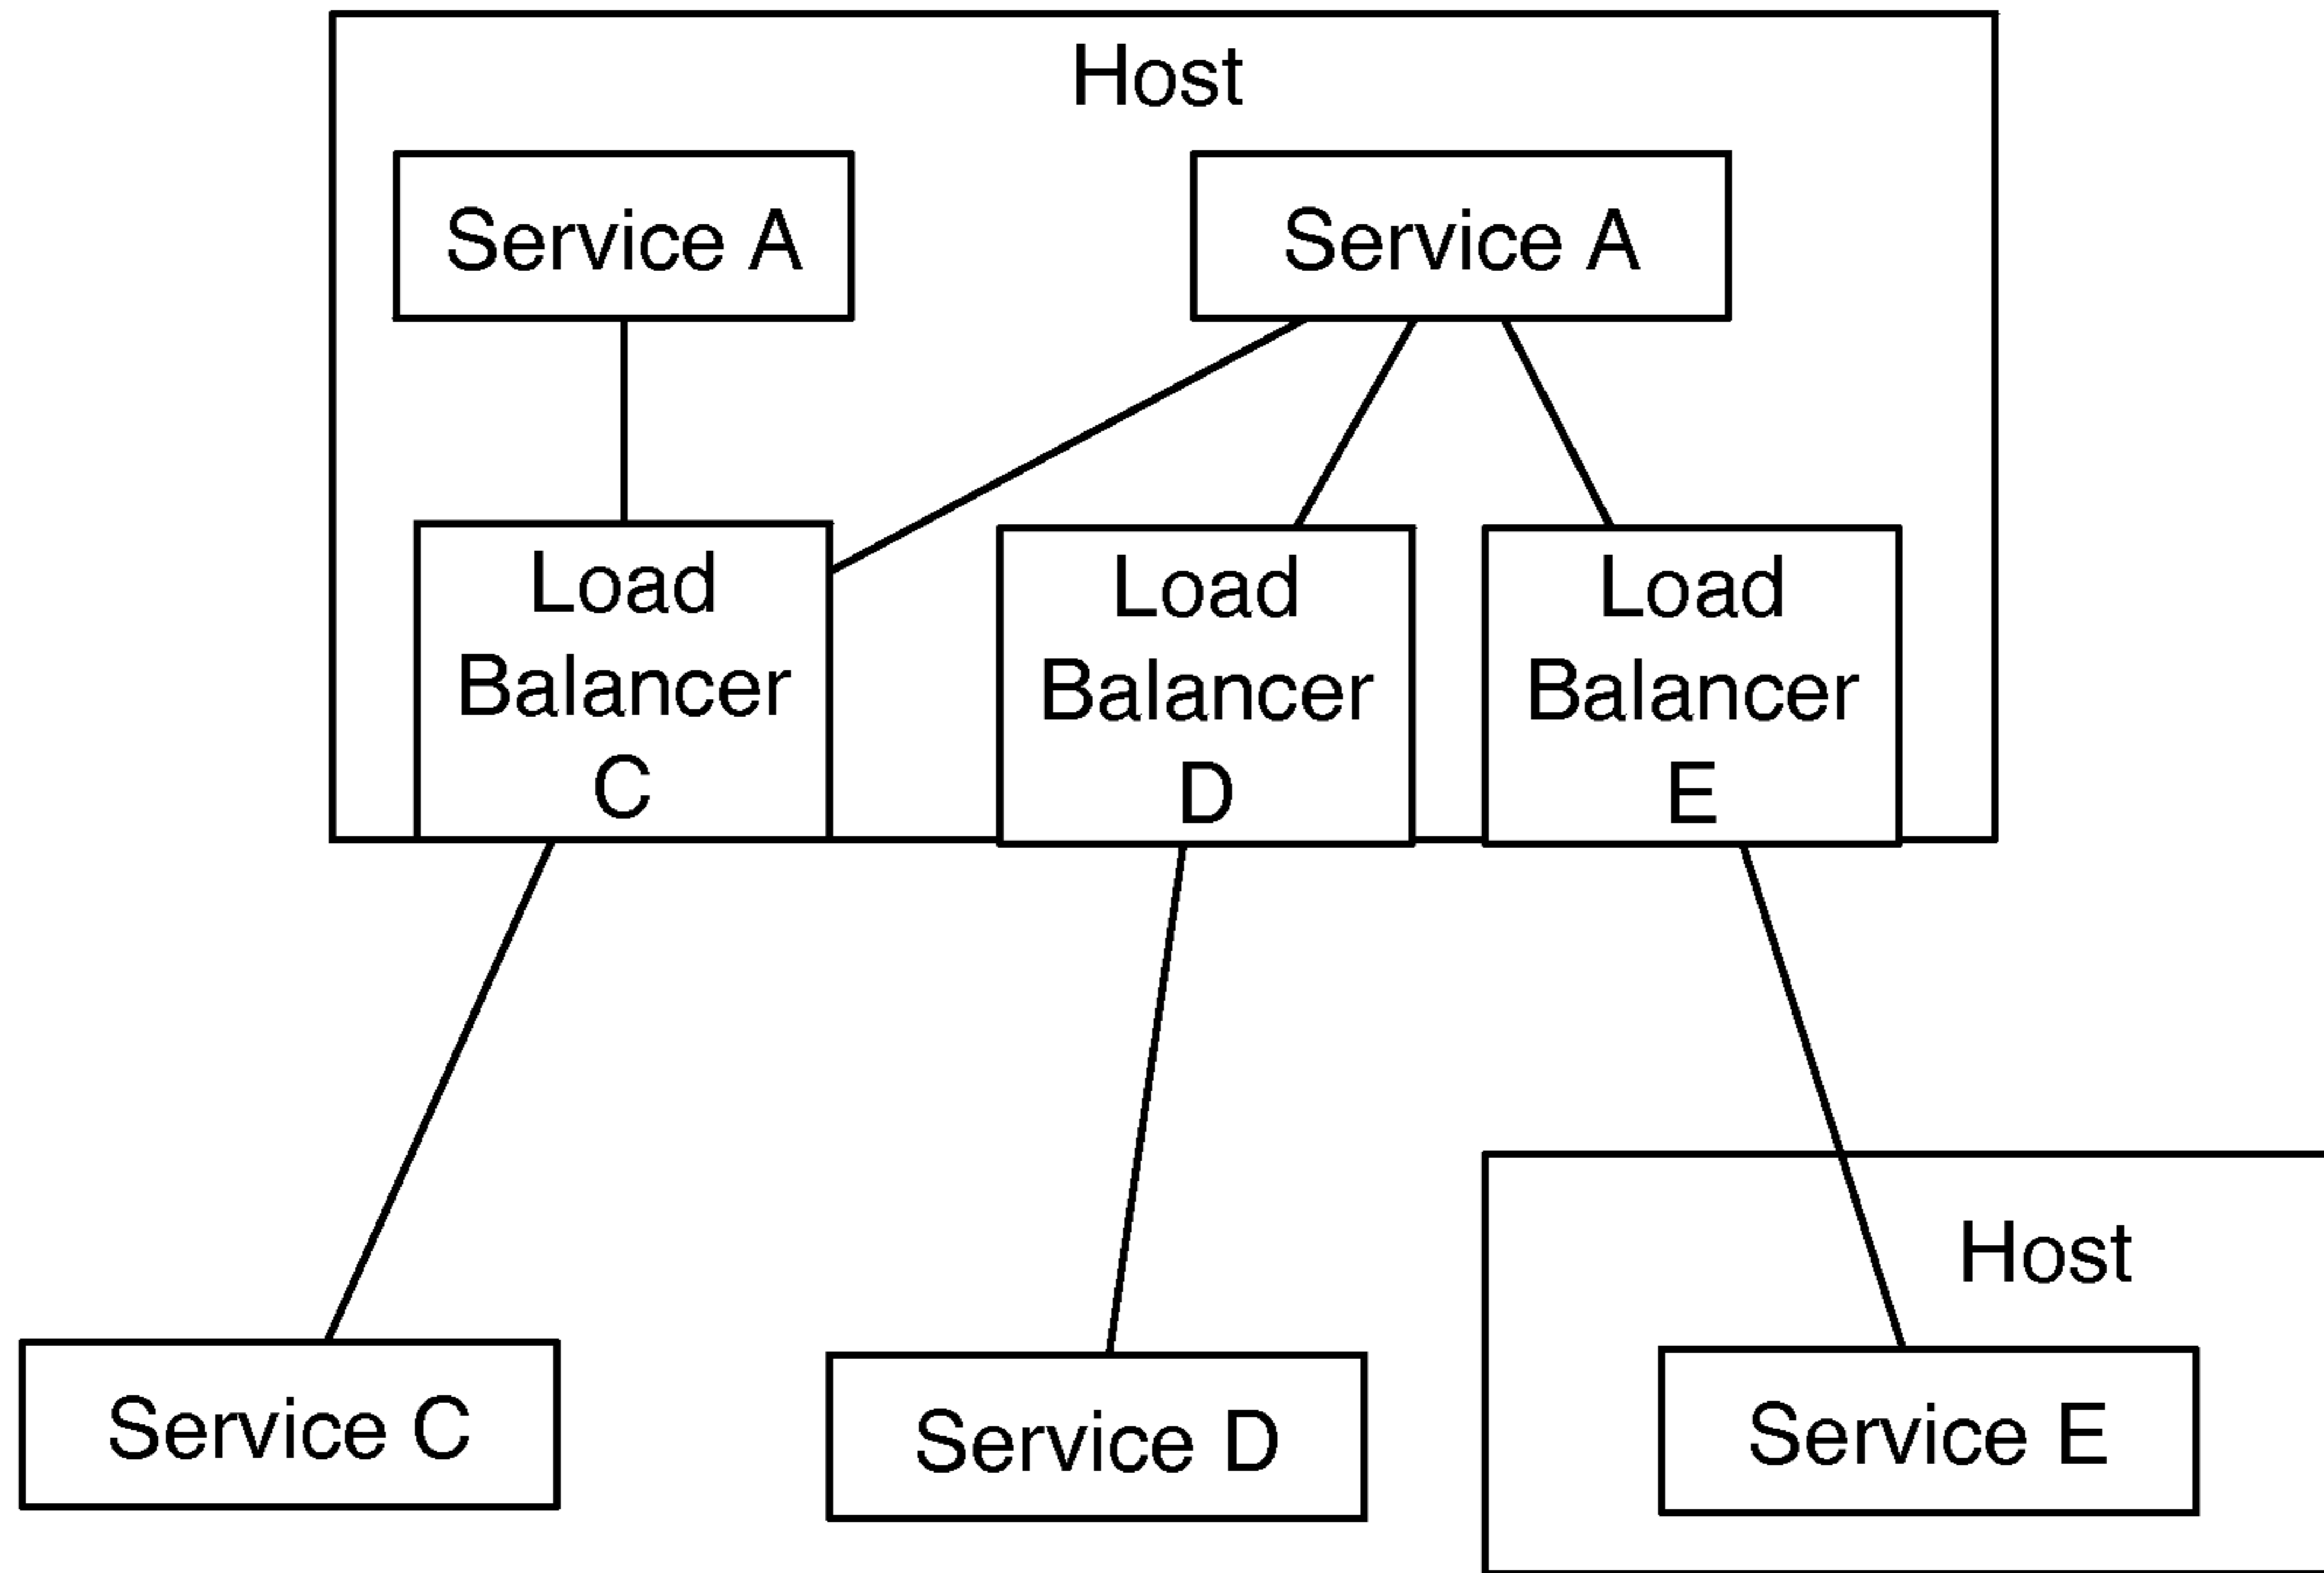 Host
Service A
Service A
Load
Balancer
C
Load
Balancer
D
Load
Balancer
E
Host
Service C
Service D
Service E